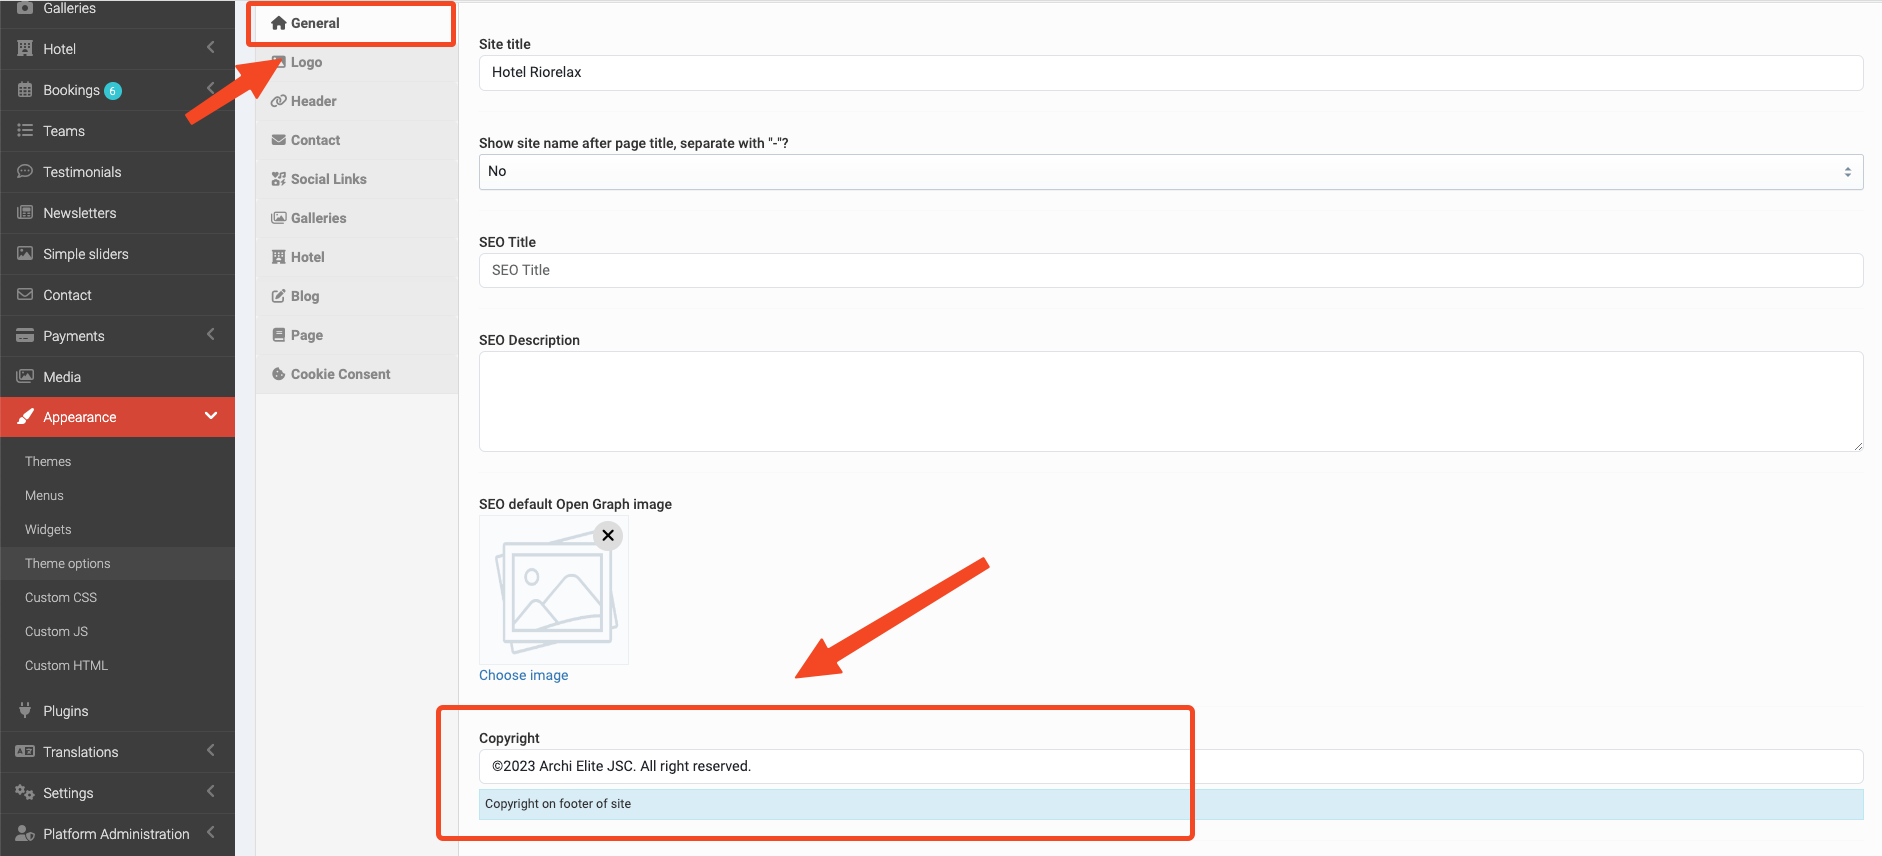 Galleries
Hotel
Bookings 6
Teams
Testimonials
Newsletters
Simple sliders
Contact
Payments
Media
Appearance
Themes
Menus
Widgets
Theme options
Custom CSS
Custom JS
Custom HTML
Plugins
Translations
Settings
Platform Administration
General
Logo
Header
Contact
Social Links
Galleries
Hotel
Blog
Page
Cookie Consent
Site title
Hotel Riorelax
Show site name after page title, separate with "-"?
No
SEO Title
SEO Title
SEO Description
SEO default Open Graph image
Choose image
Copyright
©2023 Archi Elite JSC. All right reserved.
Copyright on footer of site